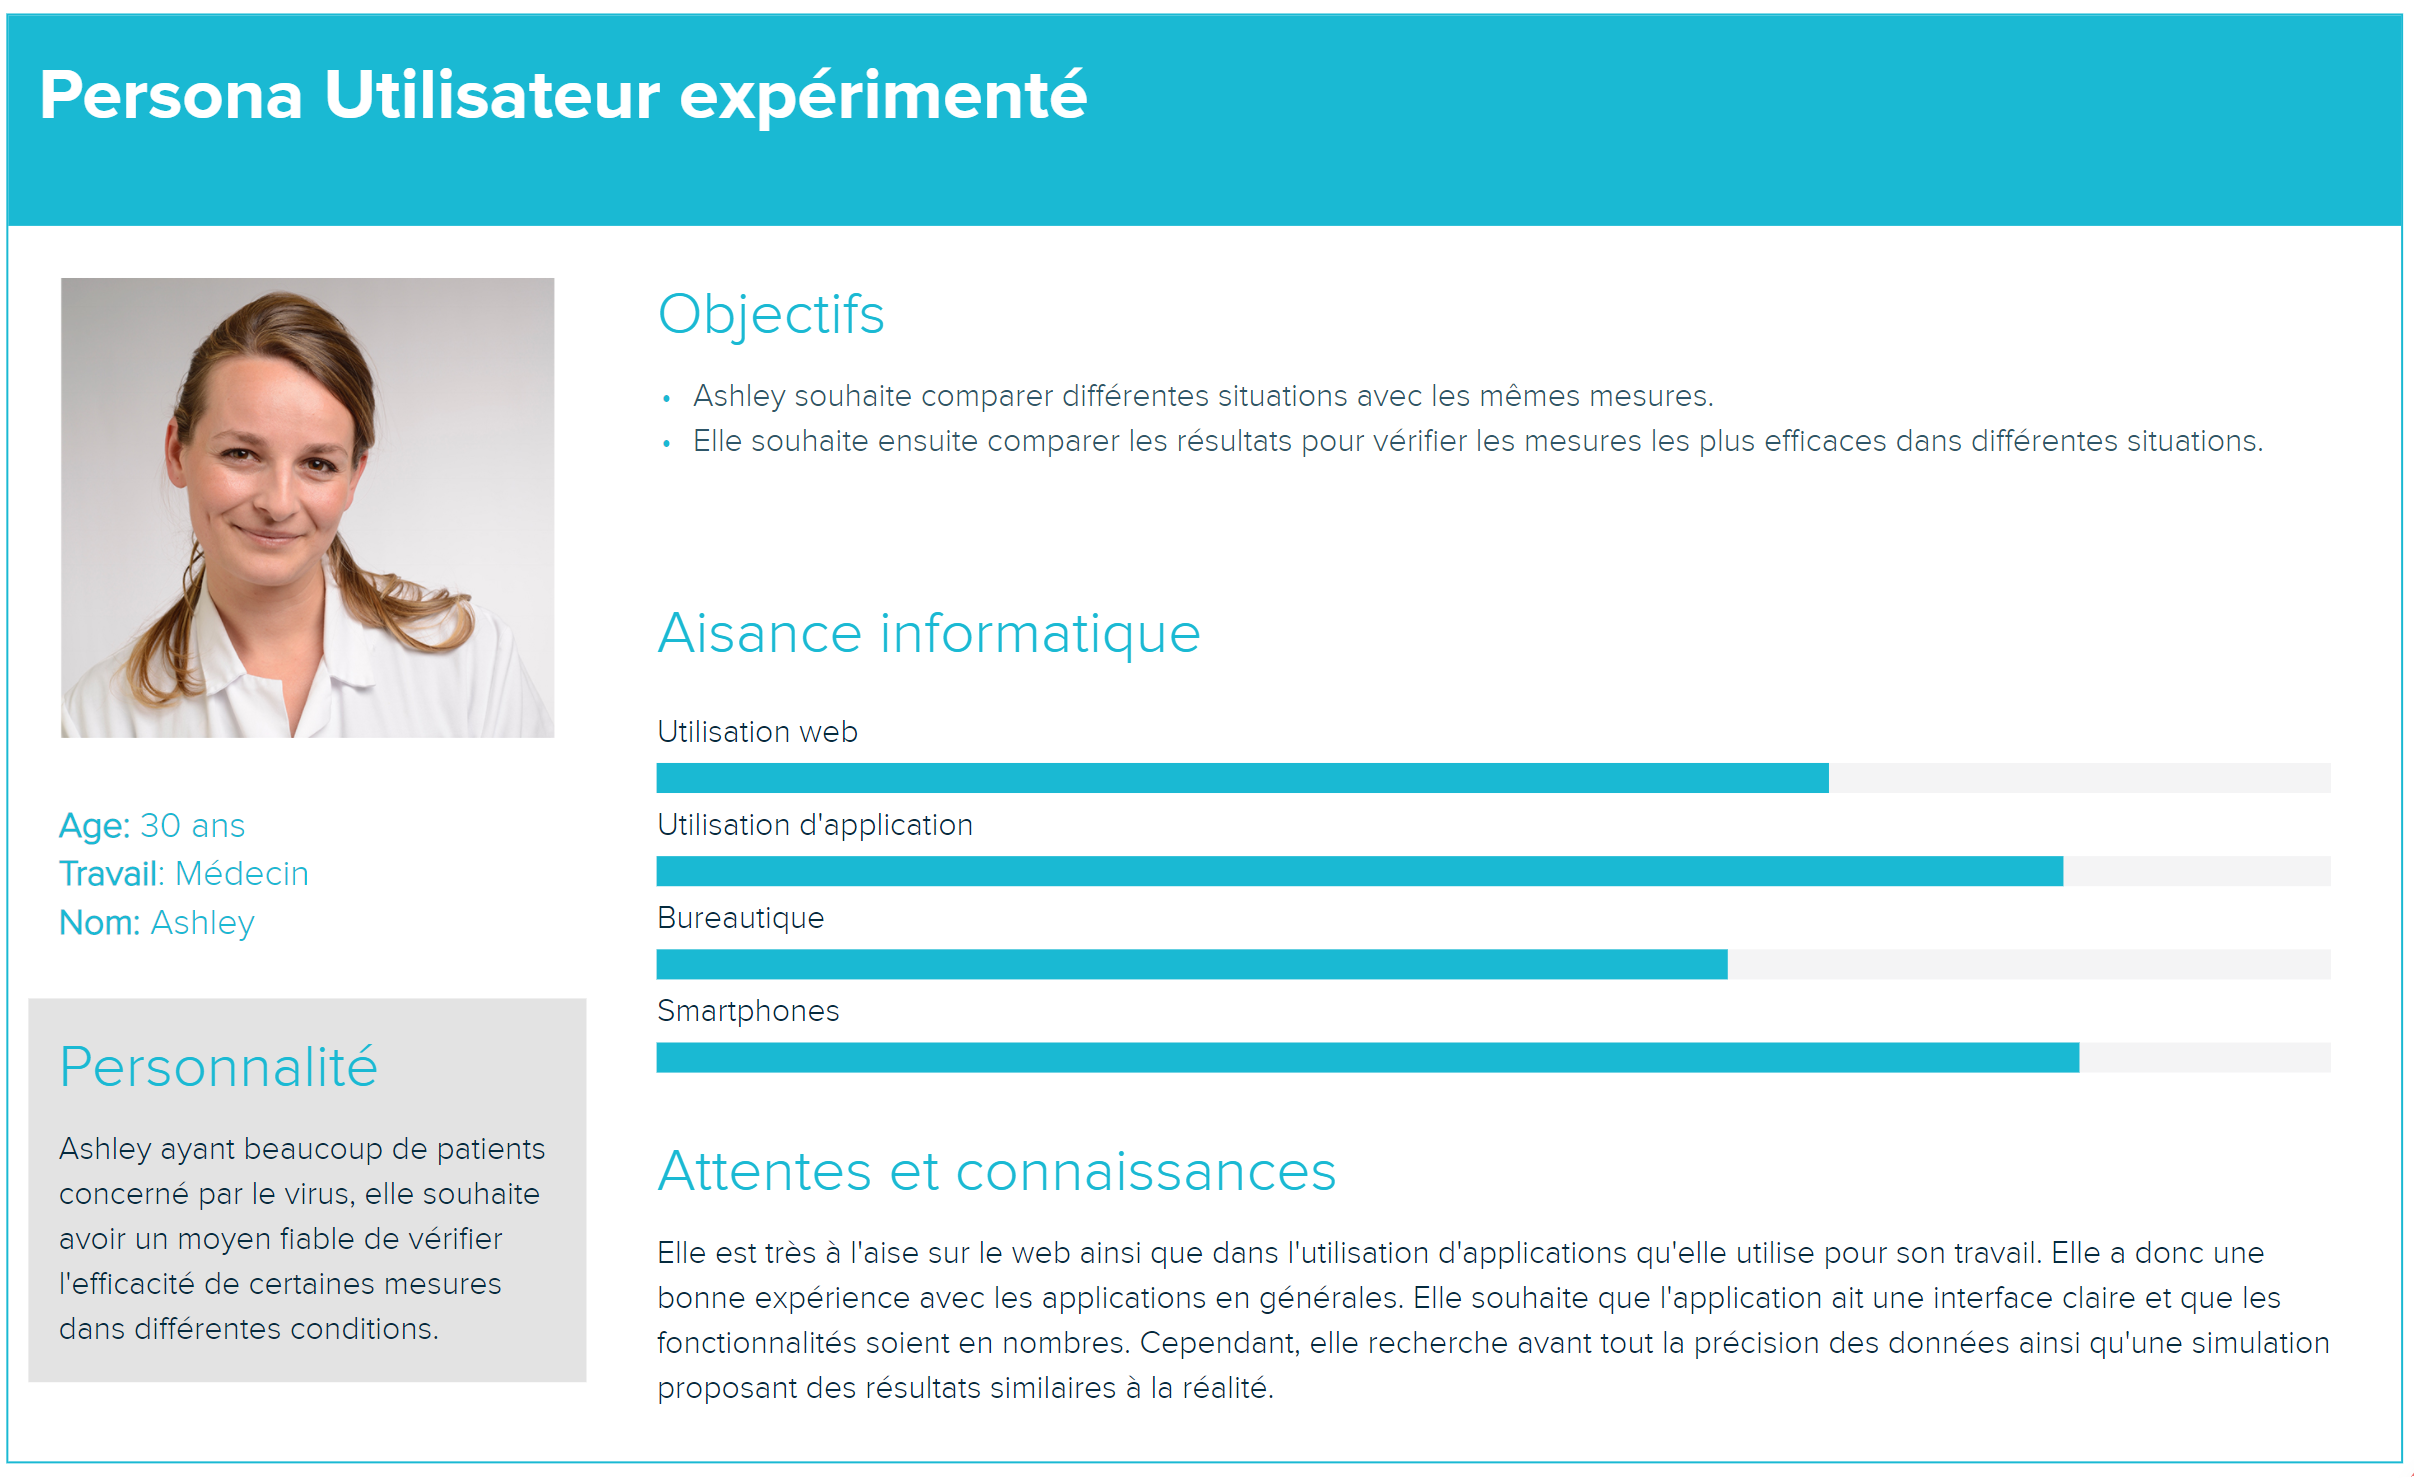 Persona Utilisateur expérimenté
Age: 30 ans
Travail: Médecin
Nom: Ashley
Personnalité
Ashley ayant beaucoup de patients
concerné par le virus, elle souhaite
avoir un moyen fiable de vérifier
l'efficacité de certaines mesures
dans différentes conditions.
Objectifs
• Ashley souhaite comparer différentes situations avec les mêmes mesures.
• Elle souhaite ensuite comparer les résultats pour vérifier les mesures les plus efficaces dans différentes situations.
Aisance informatique
Utilisation web
Utilisation d'application
Bureautique
Smartphones
Attentes et connaissances
Elle est très à l'aise sur le web ainsi que dans l'utilisation d'applications qu'elle utilise pour son travail. Elle a donc une
bonne expérience avec les applications en générales. Elle souhaite que l'application ait une interface claire et que les
fonctionnalités soient en nombres. Cependant, elle recherche avant tout la précision des données ainsi qu'une simulation
proposant des résultats similaires à la réalité.